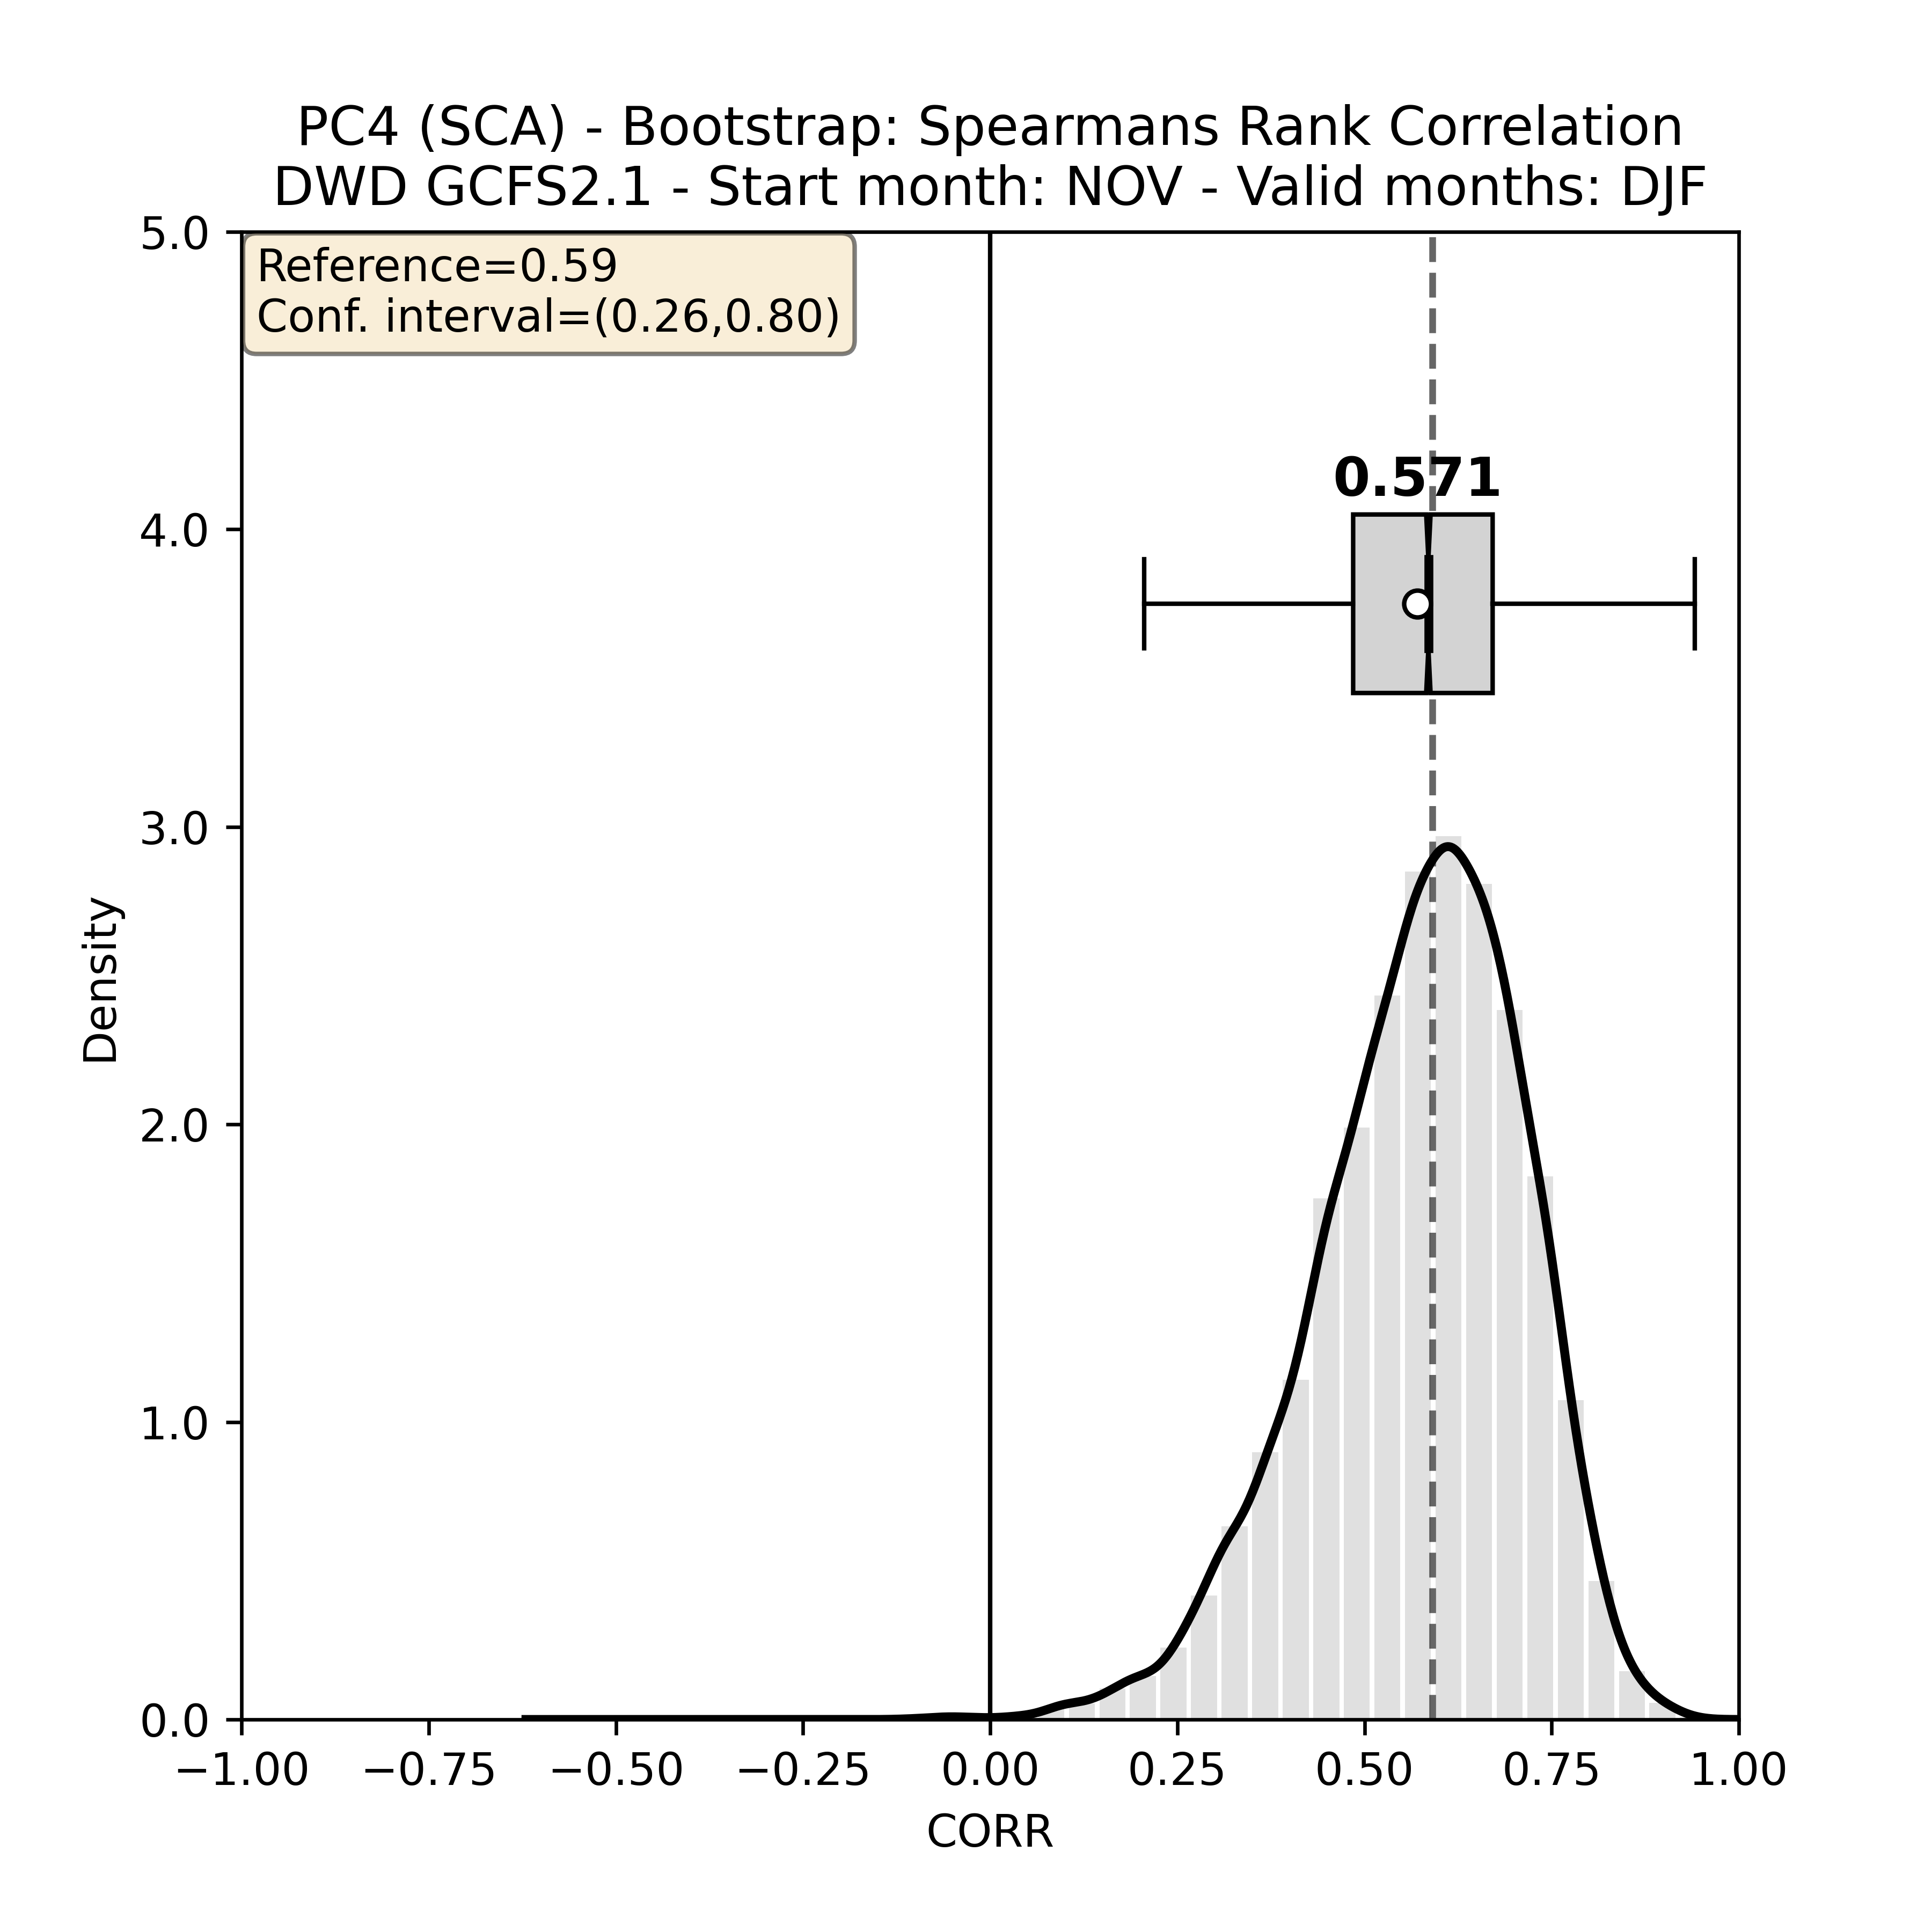 PC4 (SCA) - Bootstrap: Spearmans Rank Correlation
DWD GCFS2.1 - Start month: NOV - Valid months: DJF
Reference=0.59
Conf. interval=(0.26,0.80)
0.571
5.0
4.0
3.0
2.0
1.0
0.0
Density
−1.00 −0.75 −0.50 −0.25 0.00 0.25 0.50 0.75 1.00
CORR